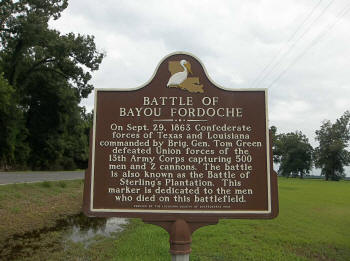 BATTLE OF
BAYOU FORDOCHE
On Sept. 29, 1863 Confederate
forces of Texas and Louisiana
commanded by Brig. Gen. Tom Green
defeated Union forces of the
13th Army Corps capturing 500
men and 2 cannons. The battle
is also known as the Battle of
Sterling's Plantation. This
marker is dedicated to the men
who died on this battlefield.